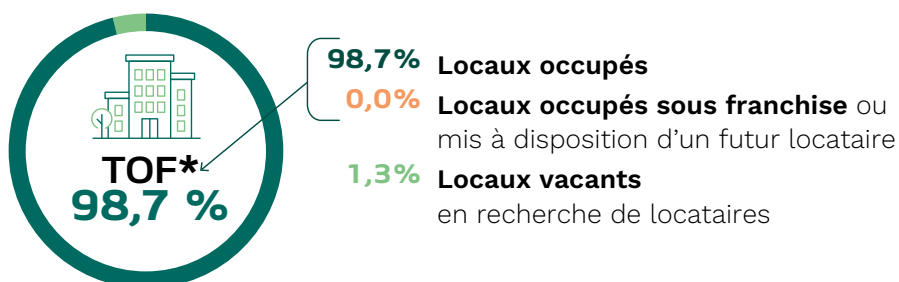 TOF*
98,7 %
98,7% Locaux occupés
0,0% Locaux occupés sous franchise ou
mis à disposition d’un futur locataire
1,3% Locaux vacants
en recherche de locataires